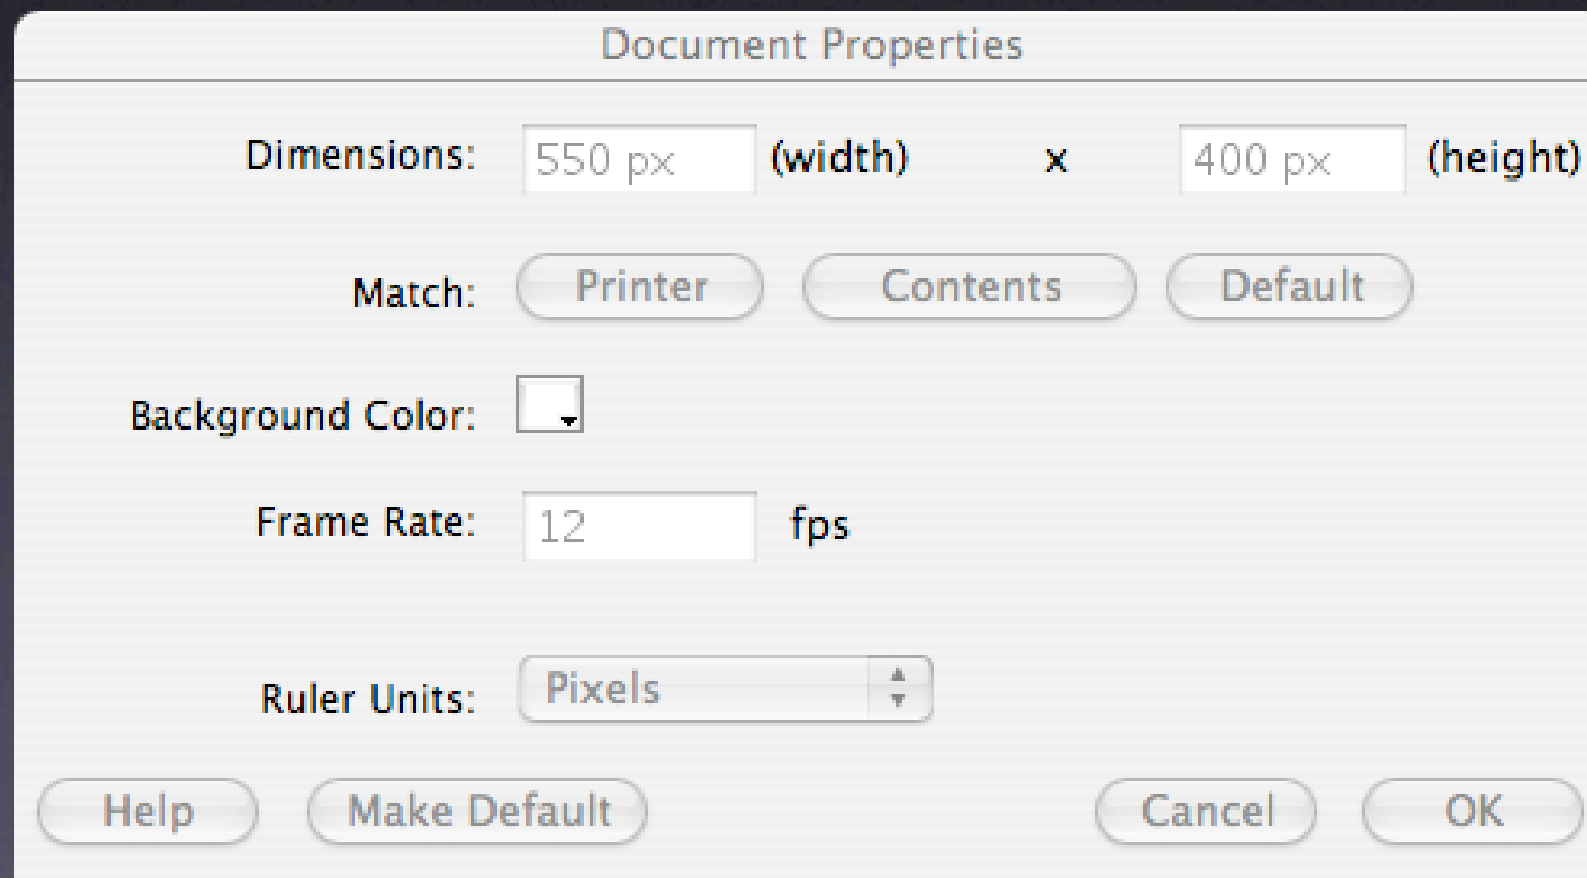 Document Properties
Dimensions: 550 px (width) x 400 px (height)
Match: Printer Contents Default
Background Color:
Frame Rate: 12 fps
Ruler Units: Pixels
Help Make Default Cancel OK